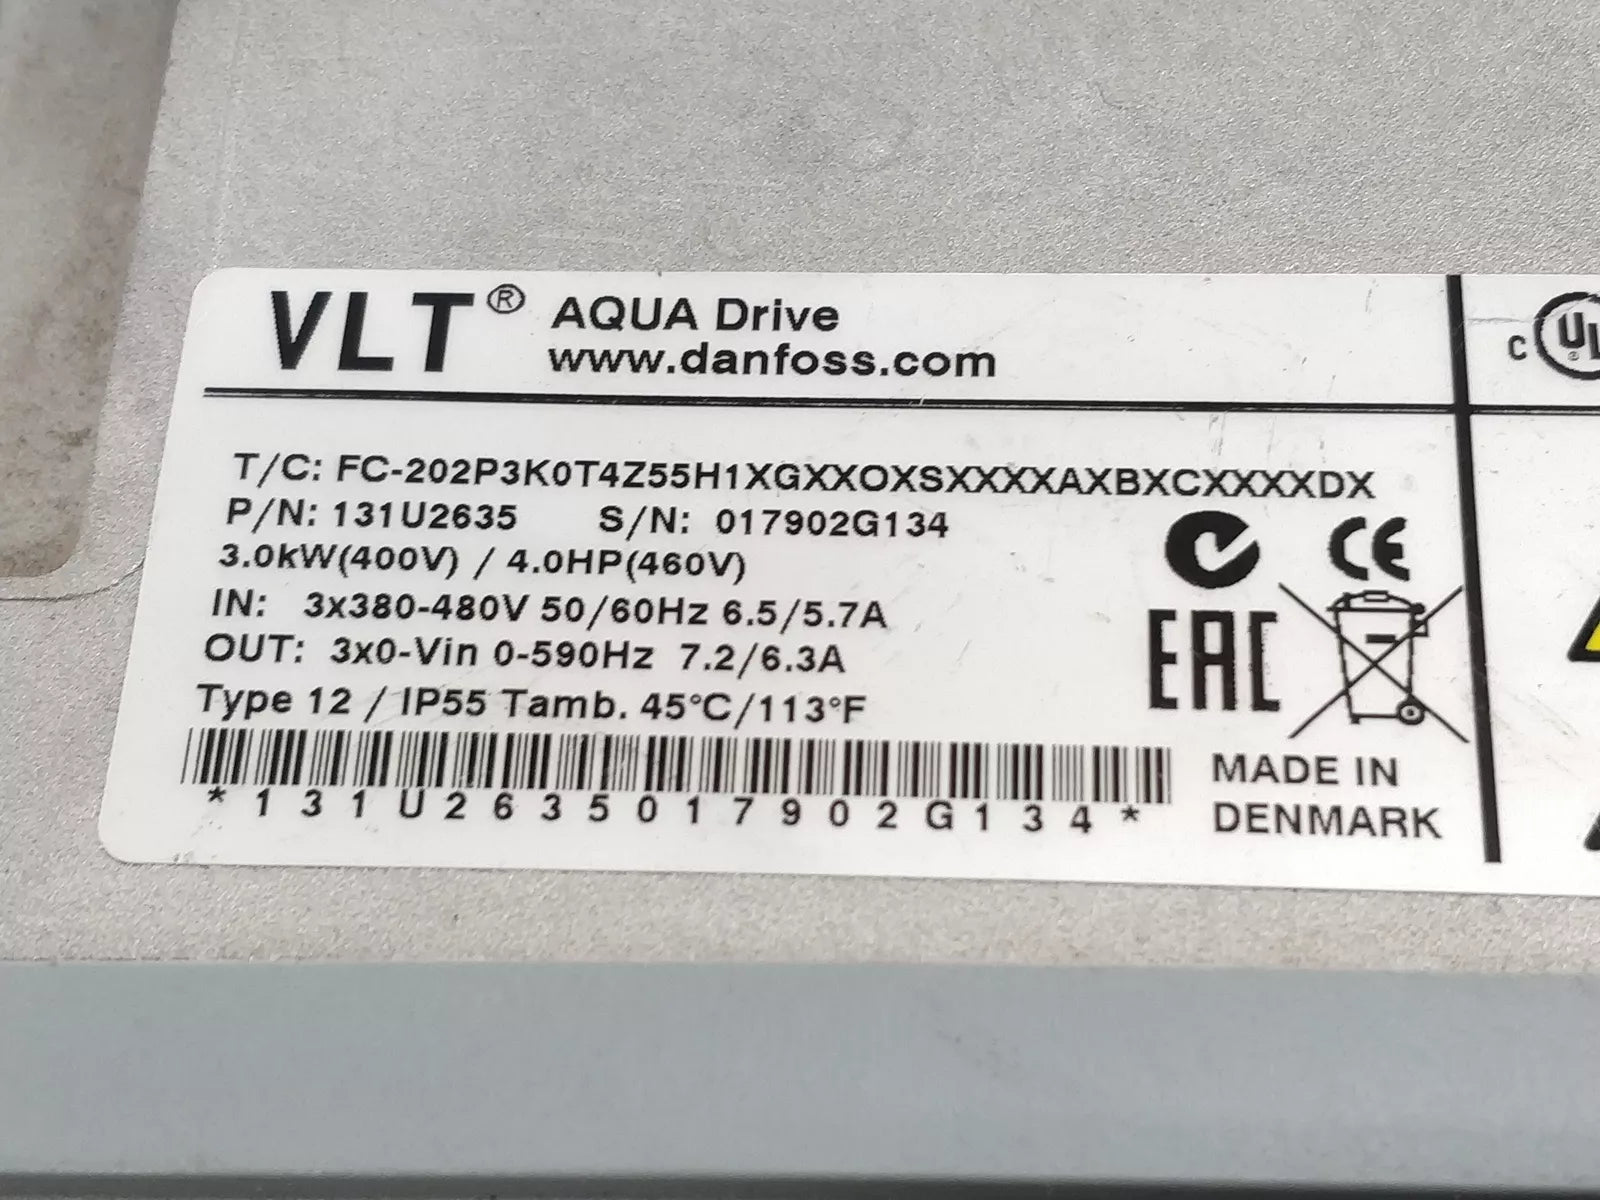 VLT® AQUA Drive
www.danfoss.com
C UL
T/C: FC-202P3K0T4Z55H1XGXXOXSXXXXAXBXCXXXXDX
P/N: 131U2635 S/N: 017902G134
3.0kW(400V) / 4.0HP(460V)
IN: 3x380-480V 50/60Hz 6.5/5.7A
OUT: 3x0-Vin 0-590Hz 7.2/6.3A
Type 12 / IP55 Tamb. 45°C/113°F
*131U2635017902G134*
CE
EAC
MADE IN
DENMARK